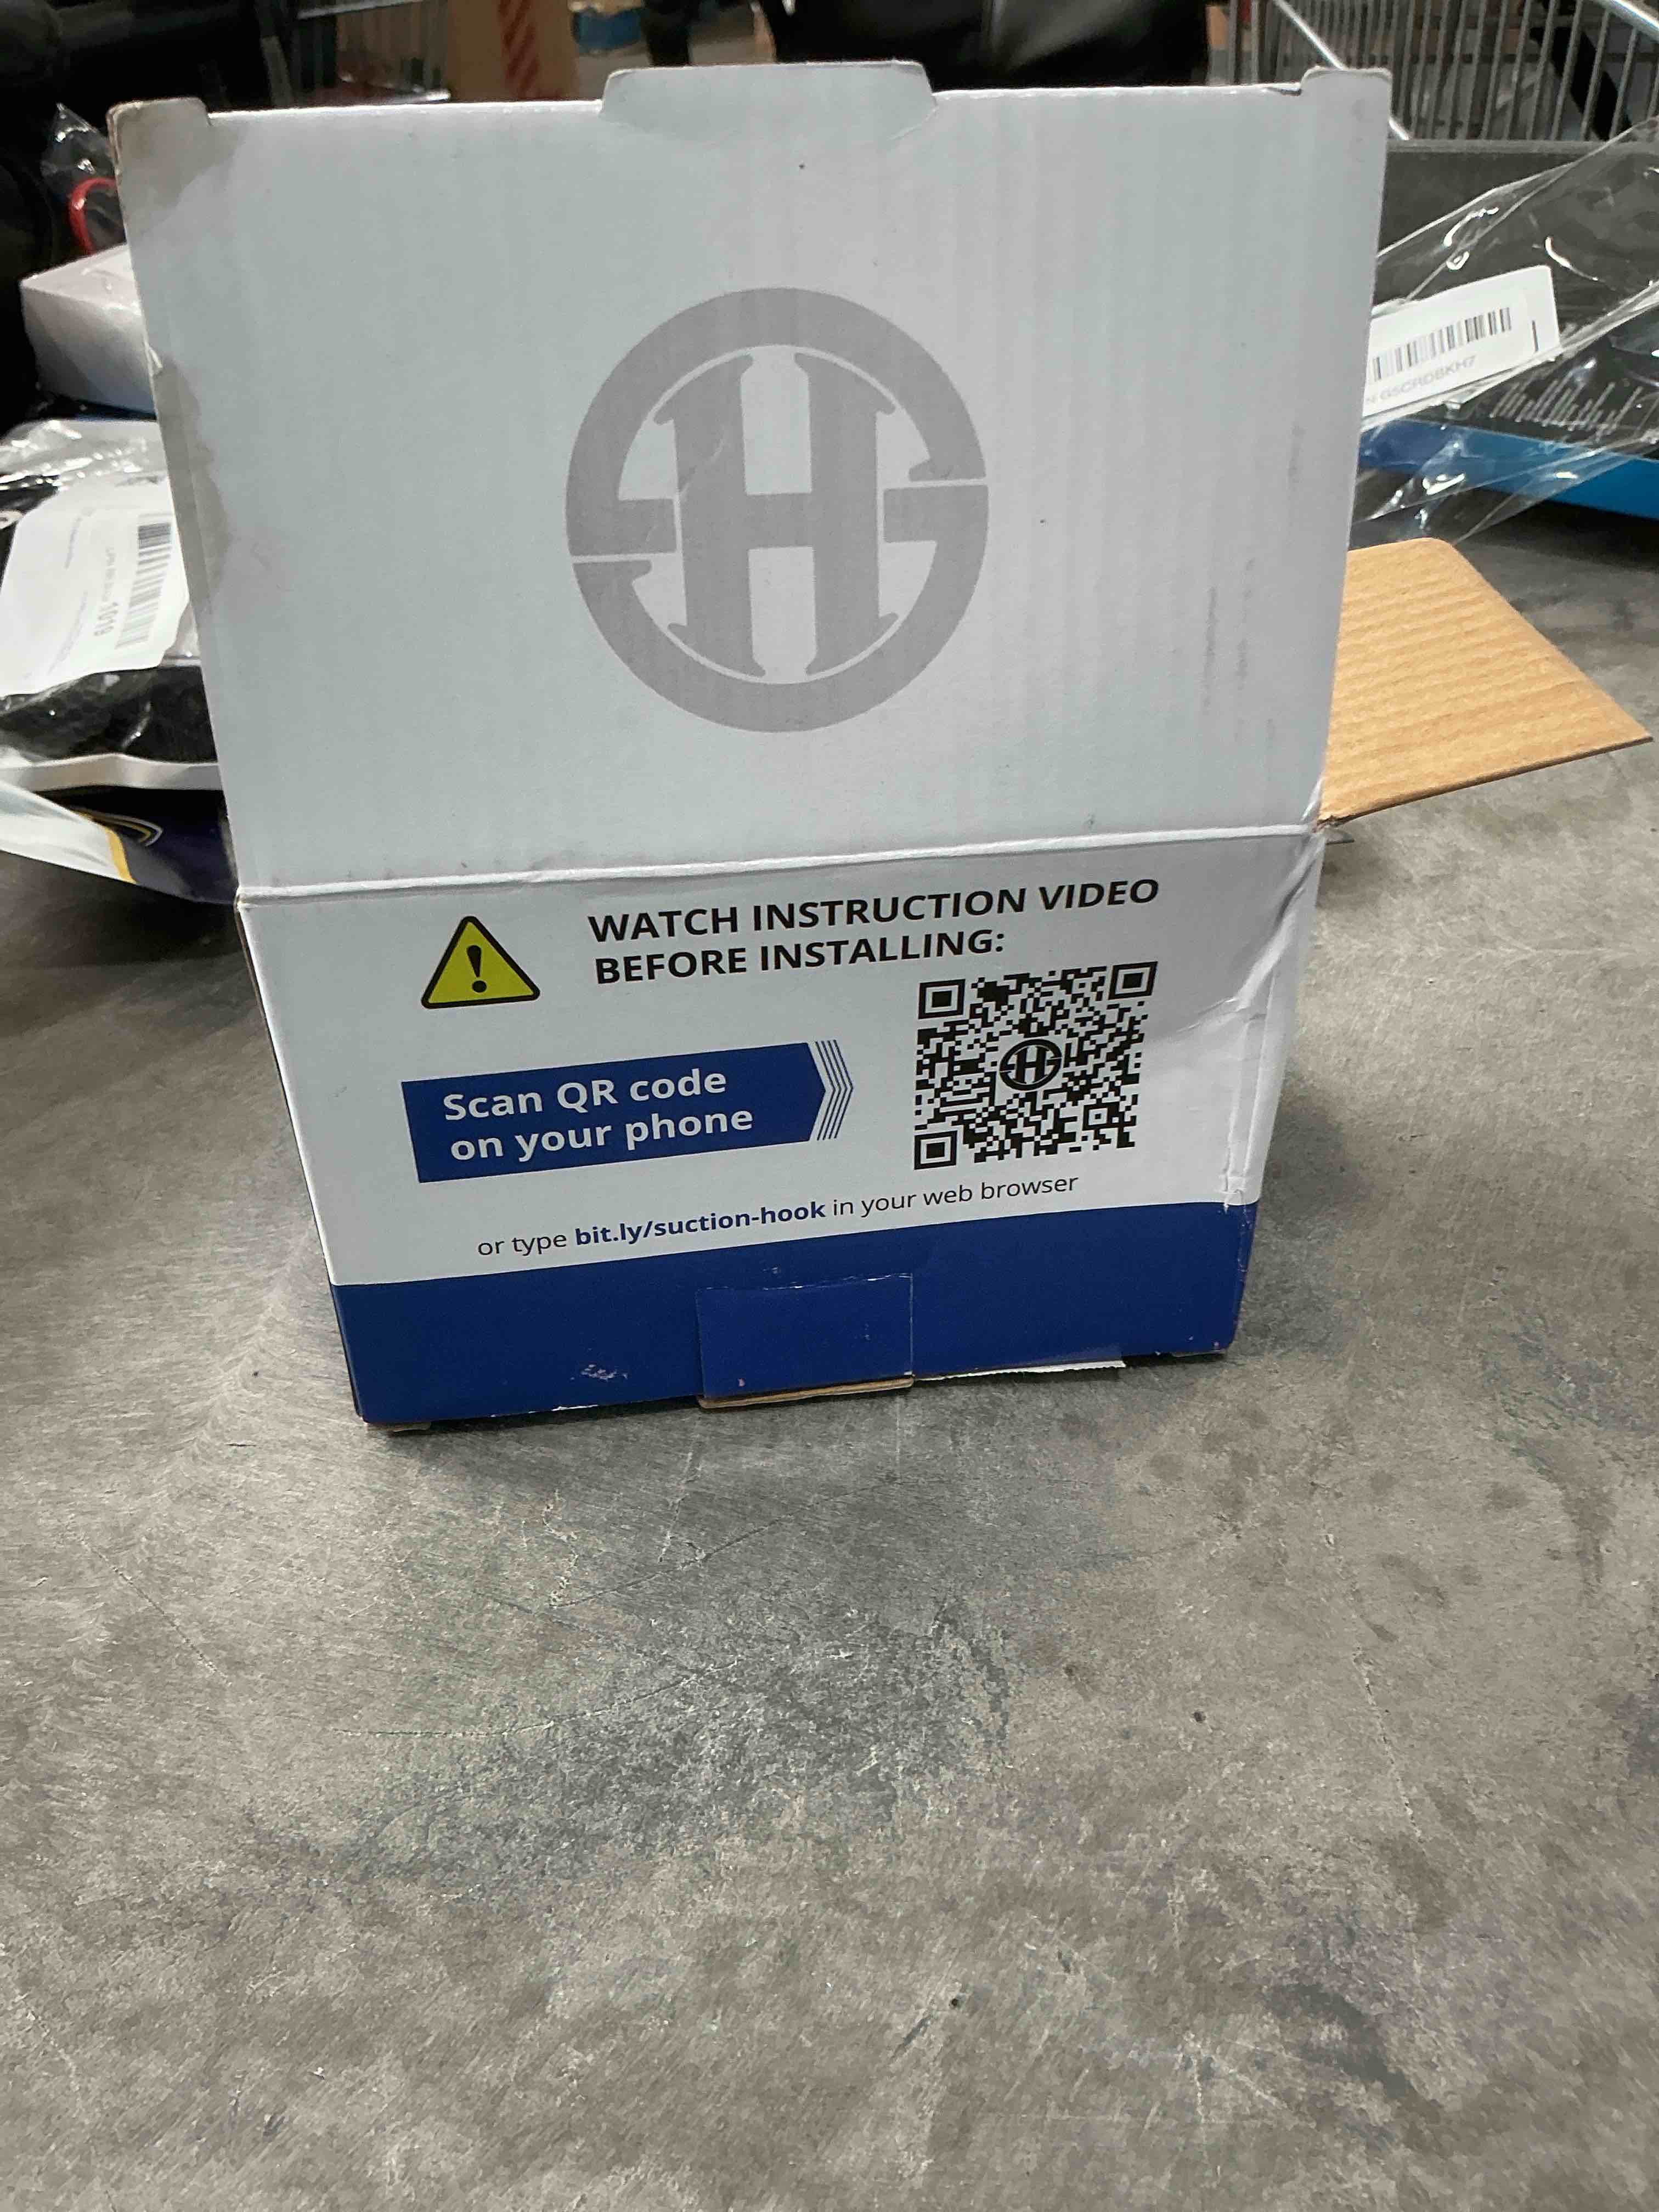 WATCH INSTRUCTION VIDEO
BEFORE INSTALLING:
Scan QR code
on your phone
or type bit.ly/suction-hook in your web browser